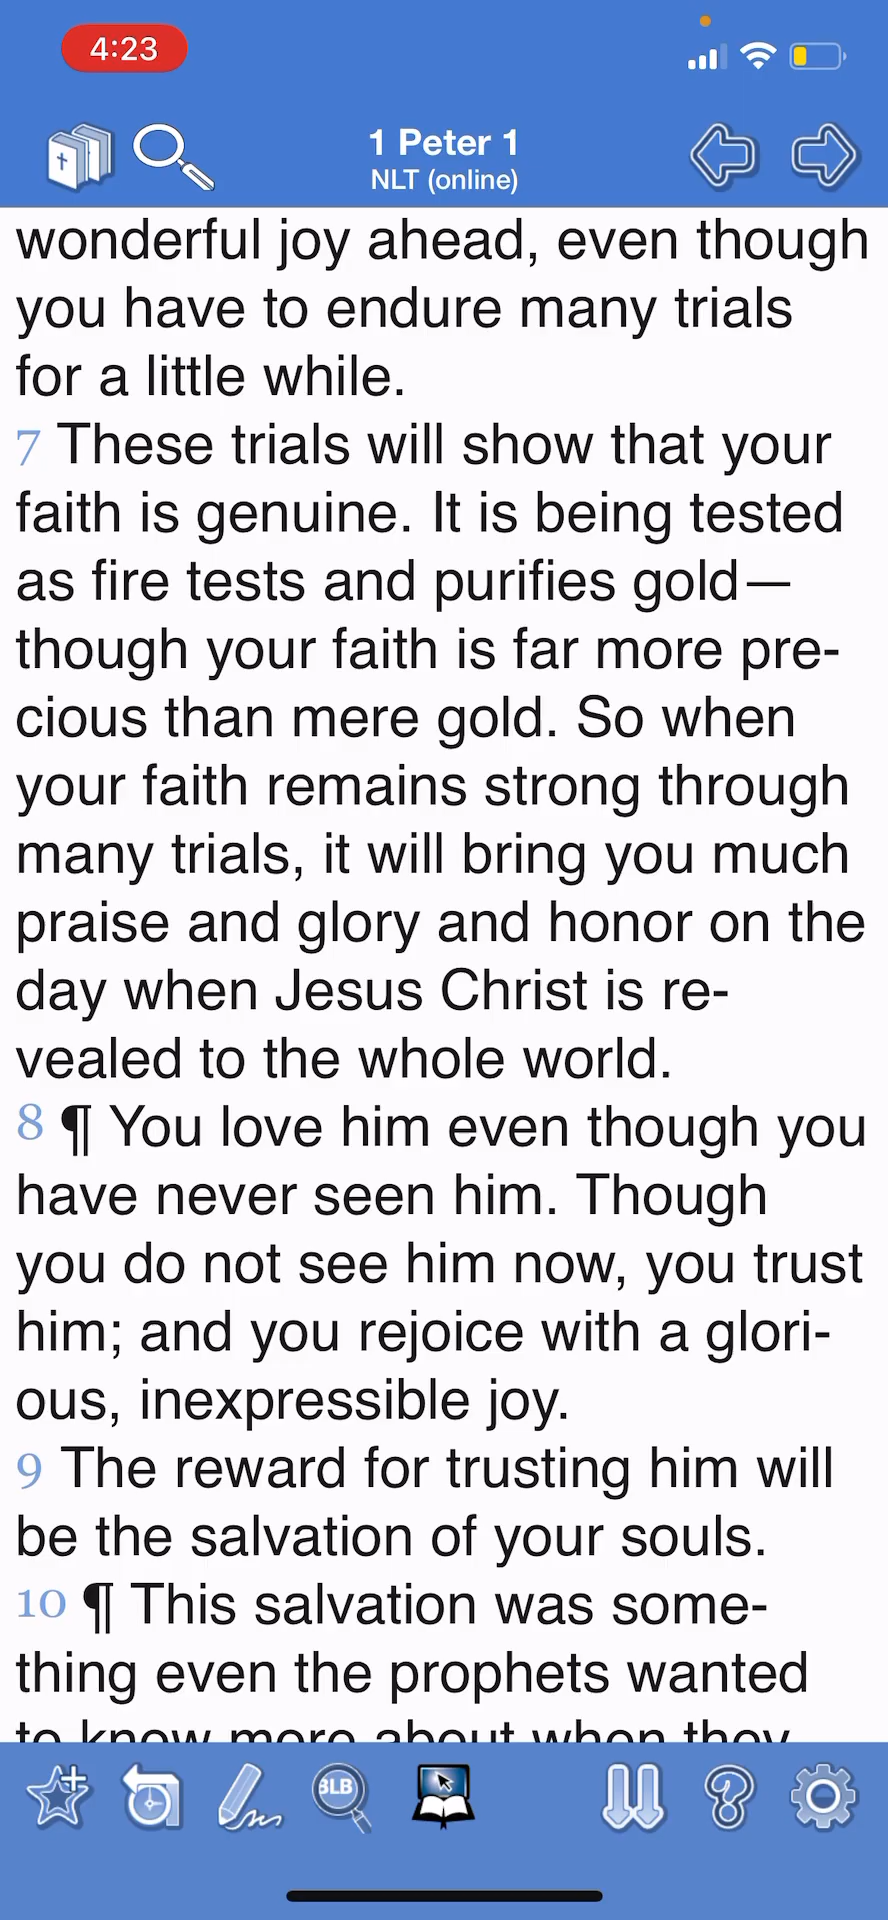 4:23
1 Peter 1
NLT (online)
wonderful joy ahead, even though
you have to endure many trials
for a little while.
7 These trials will show that your
faith is genuine. It is being tested
as fire tests and purifies gold—
though your faith is far more pre-
cious than mere gold. So when
your faith remains strong through
many trials, it will bring you much
praise and glory and honor on the
day when Jesus Christ is re-
vealed to the whole world.
8 ¶ You love him even though you
have never seen him. Though
you do not see him now, you trust
him; and you rejoice with a glori-
ous, inexpressible joy.
9 The reward for trusting him will
be the salvation of your souls.
10 ¶ This salvation was some-
thing even the prophets wanted
to know more about when they
BLB